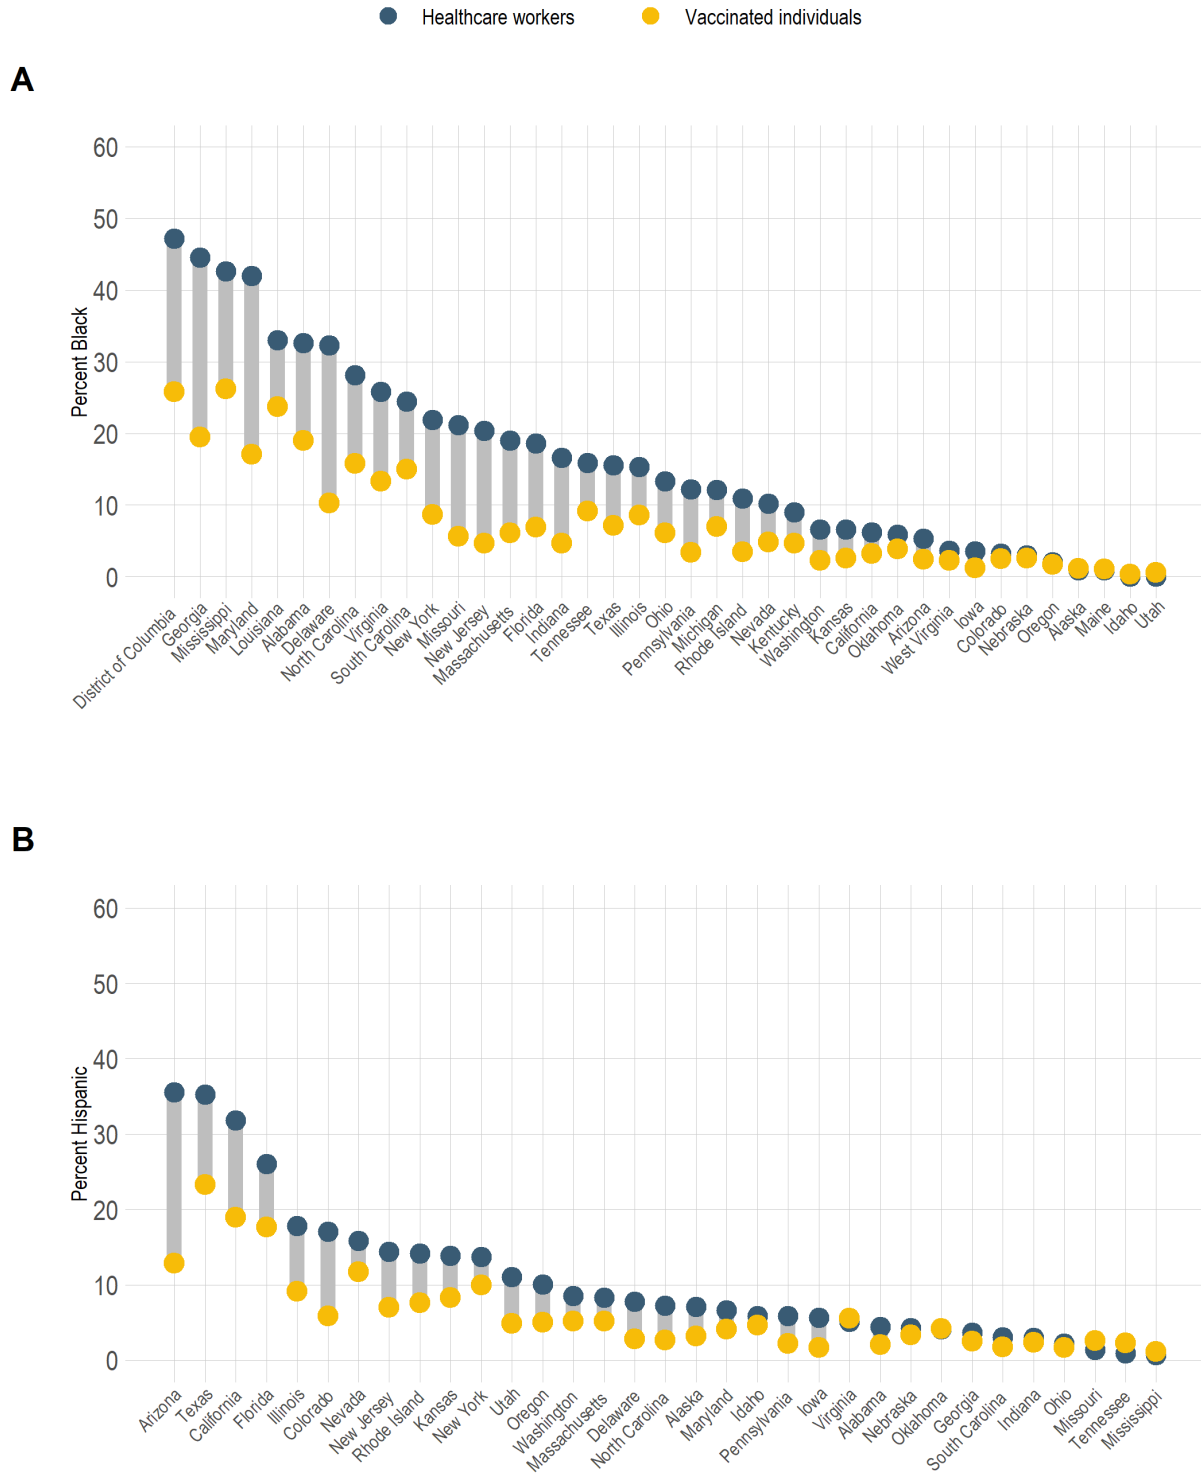 Healthcare workers Vaccinated individuals
A
60
50
40
30
20
10
0
Percent Black
District of Columbia
Georgia
Mississippi
Maryland
Louisiana
Alabama
Delaware
North Carolina
Virginia
South Carolina
New York
Missouri
New Jersey
Massachusetts
Florida
Indiana
Tennessee
Texas
Illinois
Ohio
Pennsylvania
Michigan
Rhode Island
Nevada
Kentucky
Washington
Kansas
California
Oklahoma
Arizona
West Virginia
Iowa
Colorado
Nebraska
Oregon
Alaska
Maine
Idaho
Utah
B
60
50
40
30
20
10
0
Percent Hispanic
Arizona
Texas
California
Florida
Illinois
Colorado
Nevada
New Jersey
Rhode Island
Kansas
New York
Utah
Oregon
Washington
Massachusetts
Delaware
North Carolina
Alaska
Maryland
Idaho
Pennsylvania
Iowa
Virginia
Alabama
Nebraska
Oklahoma
Georgia
South Carolina
Indiana
Ohio
Missouri
Tennessee
Mississippi